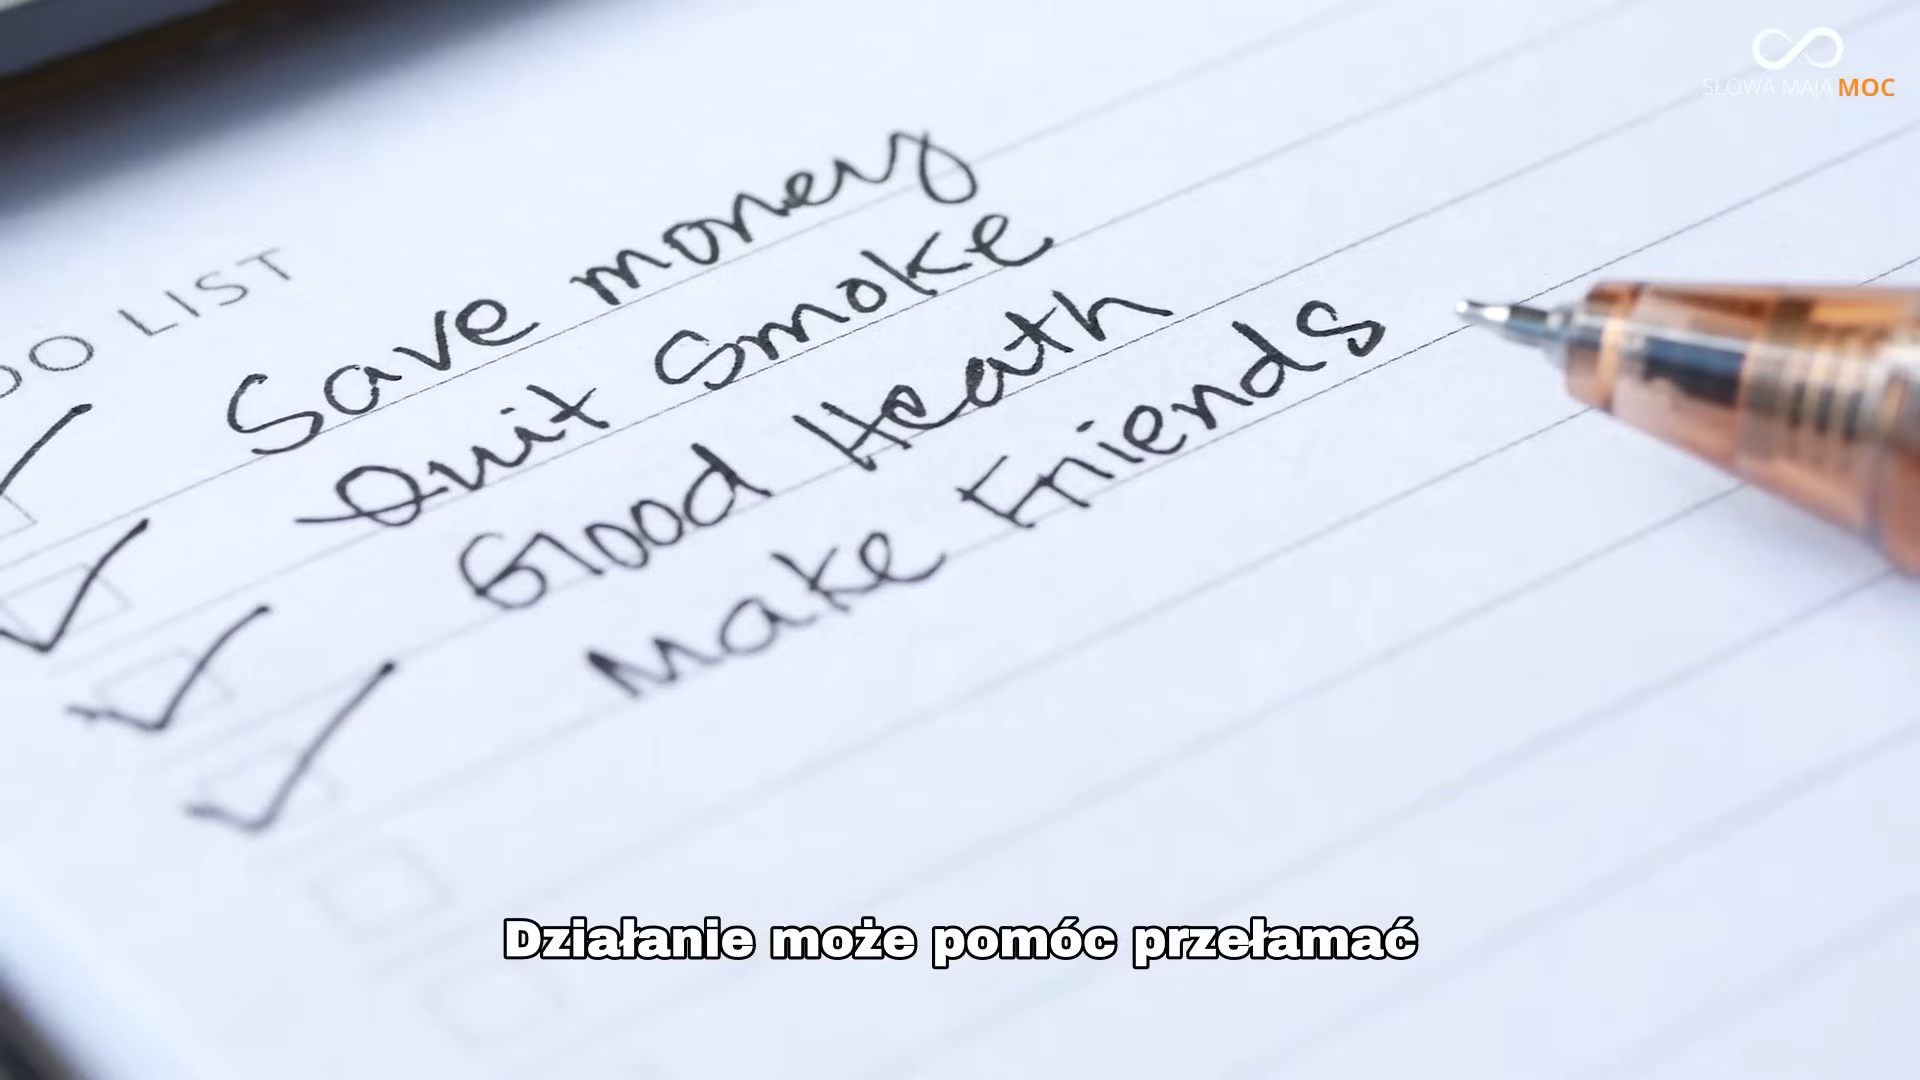 SŁOWA MAJĄ MOC
DO LIST
Save money
Quit Smoke
Good Heath
Make Friends
Działanie może pomóc przełamać